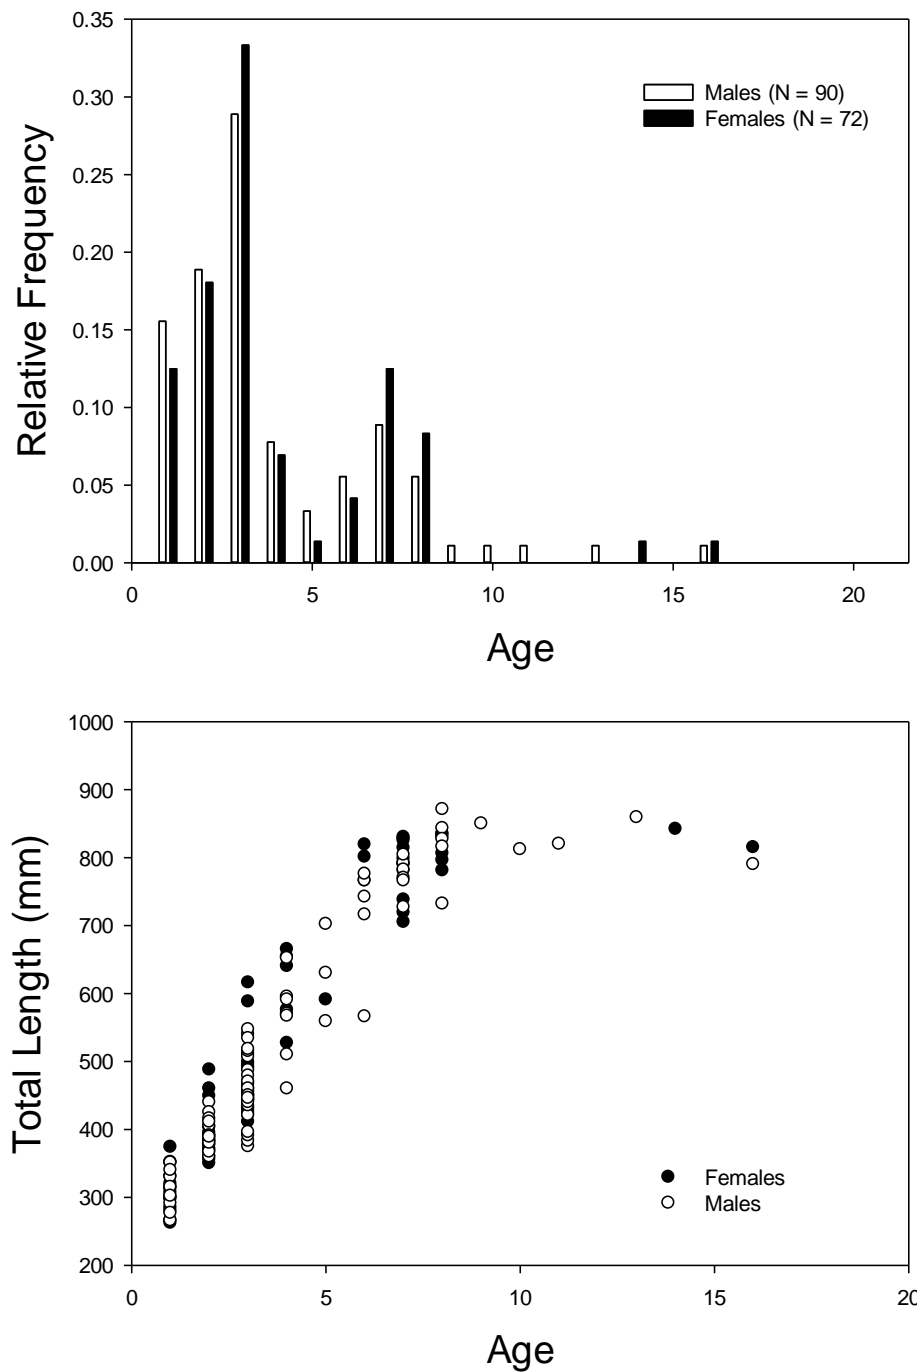 0.35
0.30
0.25
0.20
0.15
0.10
0.05
0.00
Relative Frequency
Males (N = 90)
Females (N = 72)
0 5 10 15 20
Age
1000
900
800
700
600
500
400
300
200
Total Length (mm)
Females
Males
0 5 10 15 20
Age